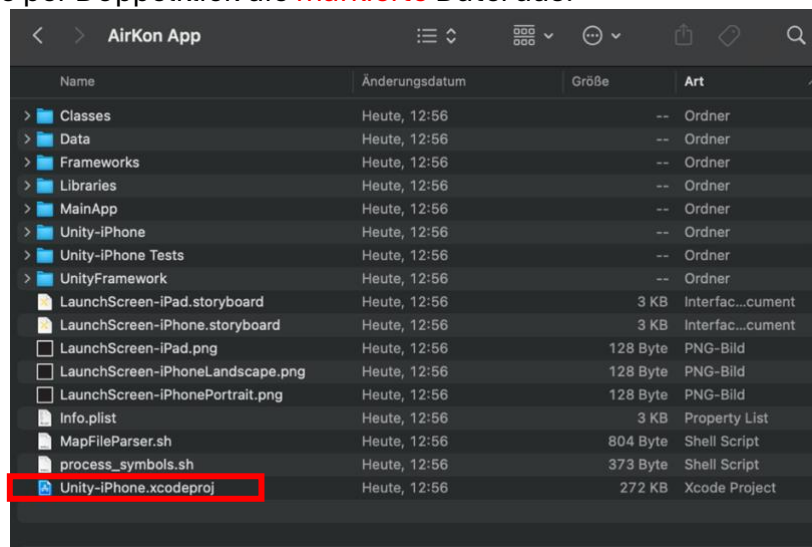 per Doppelklick die markierte Datei aus.
AirKon App
Name Änderungsdatum Größe Art
Classes Heute, 12:56 -- Ordner
Data Heute, 12:56 -- Ordner
Frameworks Heute, 12:56 -- Ordner
Libraries Heute, 12:56 -- Ordner
MainApp Heute, 12:56 -- Ordner
Unity-iPhone Heute, 12:56 -- Ordner
Unity-iPhone Tests Heute, 12:56 -- Ordner
UnityFramework Heute, 12:56 -- Ordner
LaunchScreen-iPad.storyboard Heute, 12:56 3 KB Interfac...cument
LaunchScreen-iPhone.storyboard Heute, 12:56 3 KB Interfac...cument
LaunchScreen-iPad.png Heute, 12:56 128 Byte PNG-Bild
LaunchScreen-iPhoneLandscape.png Heute, 12:56 128 Byte PNG-Bild
LaunchScreen-iPhonePortrait.png Heute, 12:56 128 Byte PNG-Bild
Info.plist Heute, 12:56 3 KB Property List
MapFileParser.sh Heute, 12:56 804 Byte Shell Script
process_symbols.sh Heute, 12:56 373 Byte Shell Script
Unity-iPhone.xcodeproj Heute, 12:56 272 KB Xcode Project